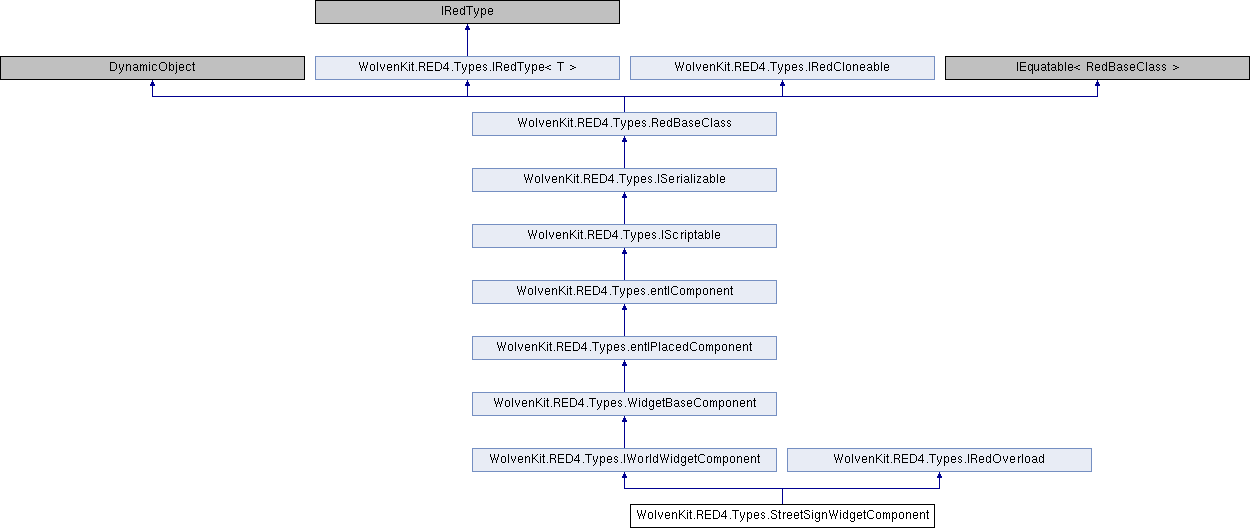 IRedType
DynamicObject
WolvenKit.RED4.Types.IRedType< T >
WolvenKit.RED4.Types.IRedCloneable
IEquatable< RedBaseClass >
WolvenKit.RED4.Types.RedBaseClass
WolvenKit.RED4.Types.ISerializable
WolvenKit.RED4.Types.IScriptable
WolvenKit.RED4.Types.entIComponent
WolvenKit.RED4.Types.entIPlacedComponent
WolvenKit.RED4.Types.WidgetBaseComponent
WolvenKit.RED4.Types.IWorldWidgetComponent
WolvenKit.RED4.Types.IRedOverload
WolvenKit.RED4.Types.StreetSignWidgetComponent